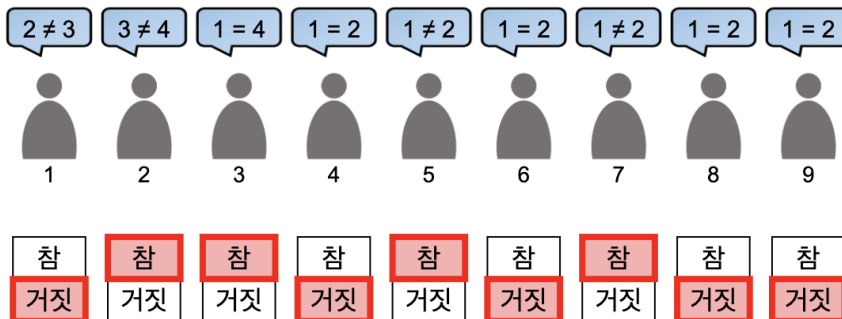 2 ≠ 3 3 ≠ 4 1 = 4 1 = 2 1 ≠ 2 1 = 2 1 ≠ 2 1 = 2 1 = 2
1 2 3 4 5 6 7 8 9
참 참 참 참 참 참 참 참 참
거짓 거짓 거짓 거짓 거짓 거짓 거짓 거짓 거짓